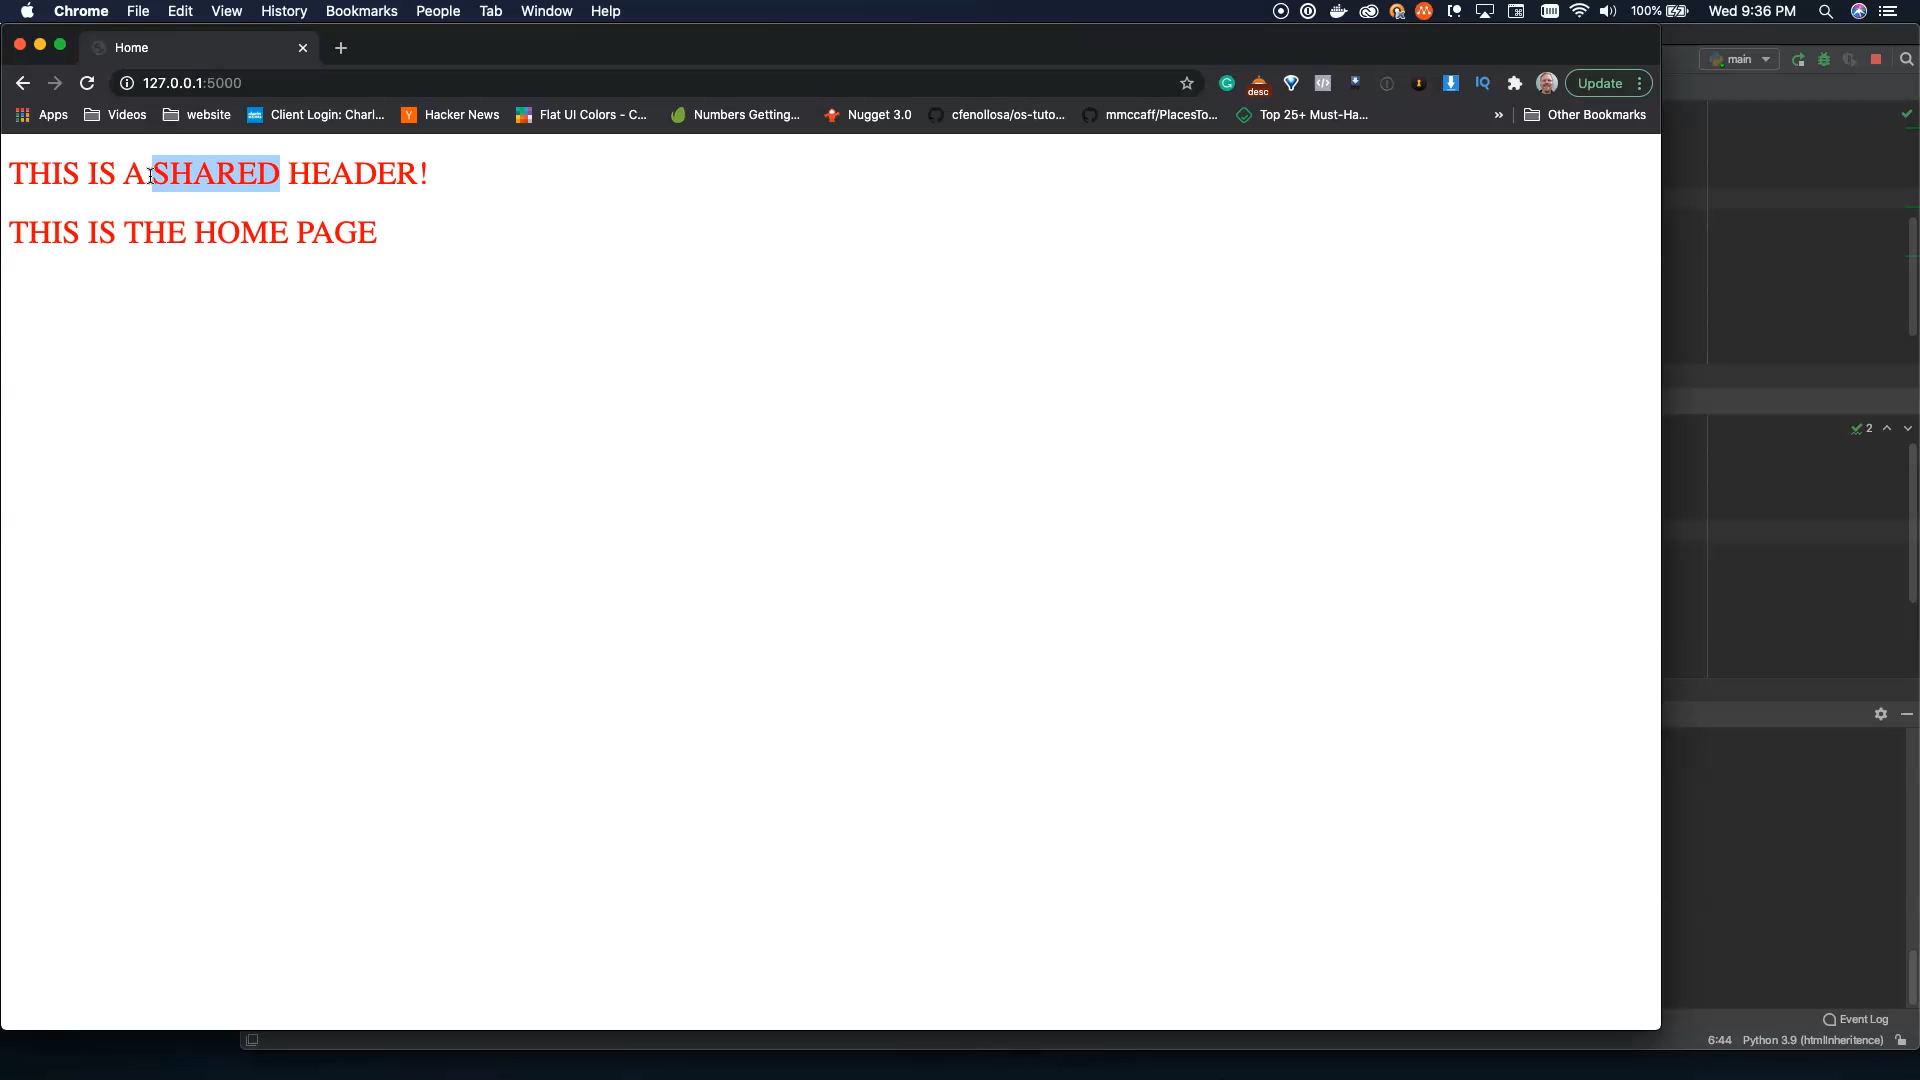 Chrome File Edit View History Bookmarks People Tab Window Help 100% Wed 9:36 PM
Home
main
127.0.0.1:5000 desc IQ Update
Apps Videos website Client Login: Charl... Hacker News Flat UI Colors - C... Numbers Getting... Nugget 3.0 cfenollosa/os-tuto... mmccaff/PlacesTo... Top 25+ Must-Ha... » Other Bookmarks
THIS IS A SHARED HEADER!
THIS IS THE HOME PAGE
2
Event Log
6:44 Python 3.9 (htmlInheritence)